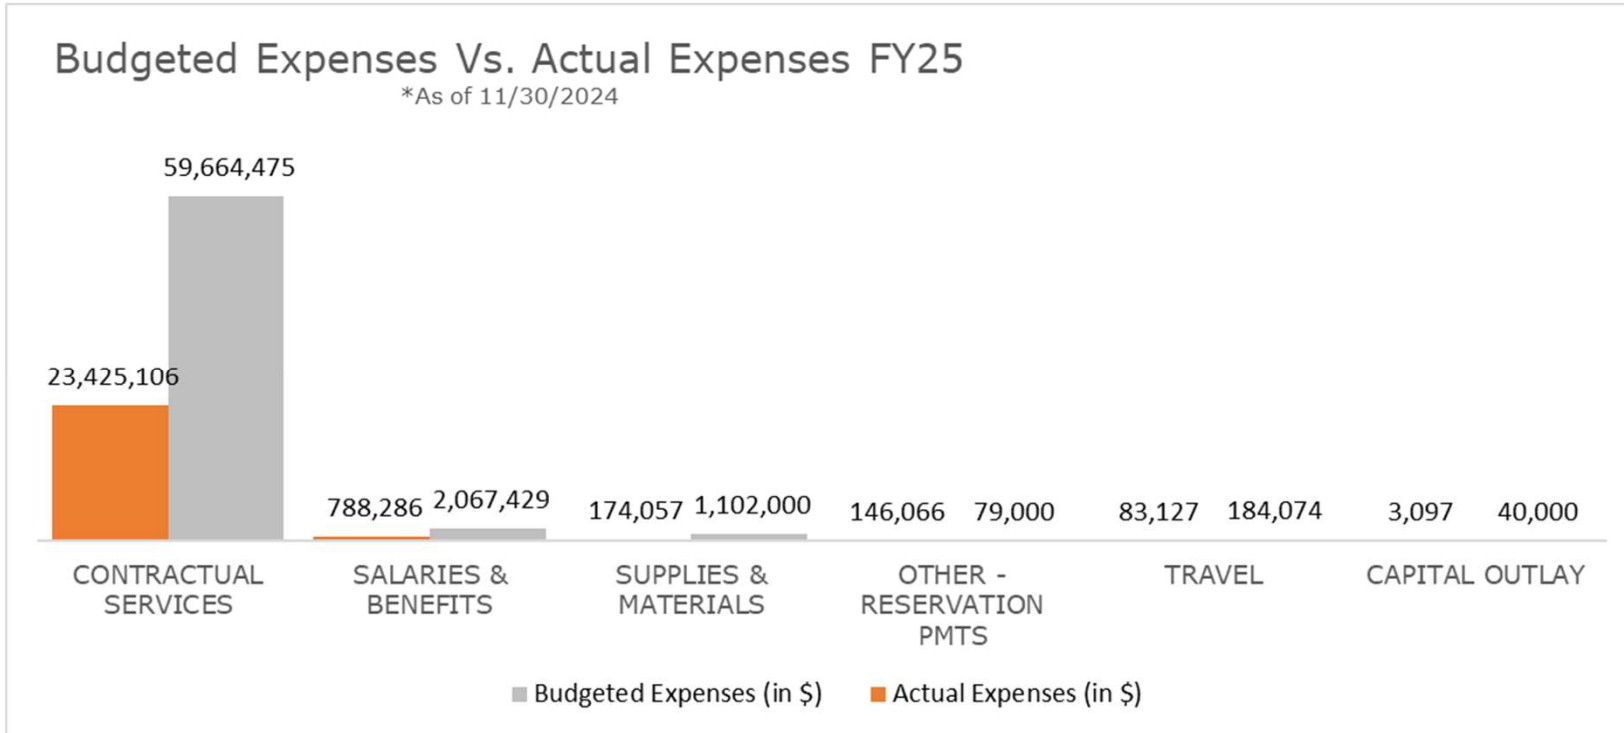 Budgeted Expenses Vs. Actual Expenses FY25
*As of 11/30/2024
59,664,475
23,425,106
788,286 2,067,429 174,057 1,102,000 146,066 79,000 83,127 184,074 3,097 40,000
CONTRACTUAL SERVICES
SALARIES & BENEFITS
SUPPLIES & MATERIALS
OTHER - RESERVATION PMTS
TRAVEL
CAPITAL OUTLAY
Budgeted Expenses (in $) Actual Expenses (in $)